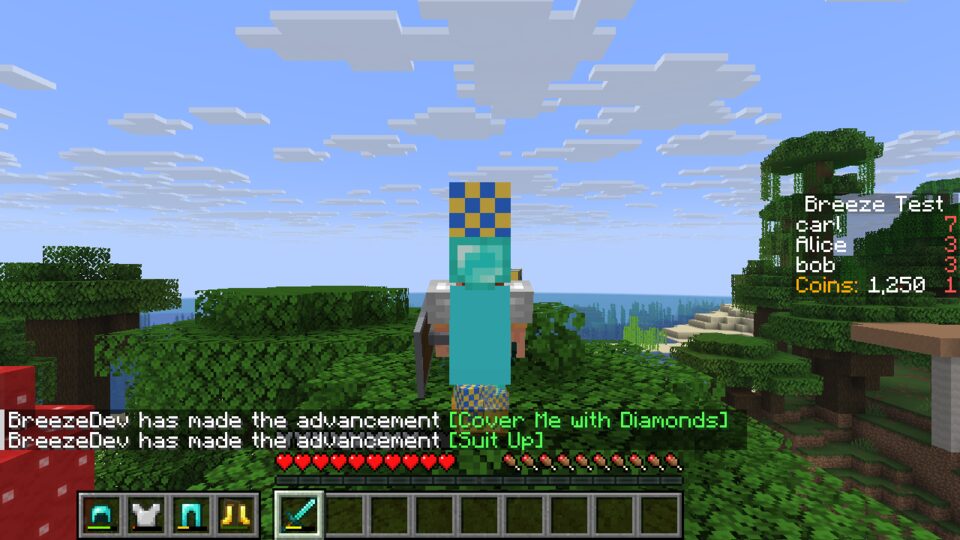 Breeze Test
carl 7
Alice 3
bob 3
Coins: 1,250 1
BreezeDev has made the advancement [Cover Me with Diamonds]
BreezeDev has made the advancement [Suit Up]